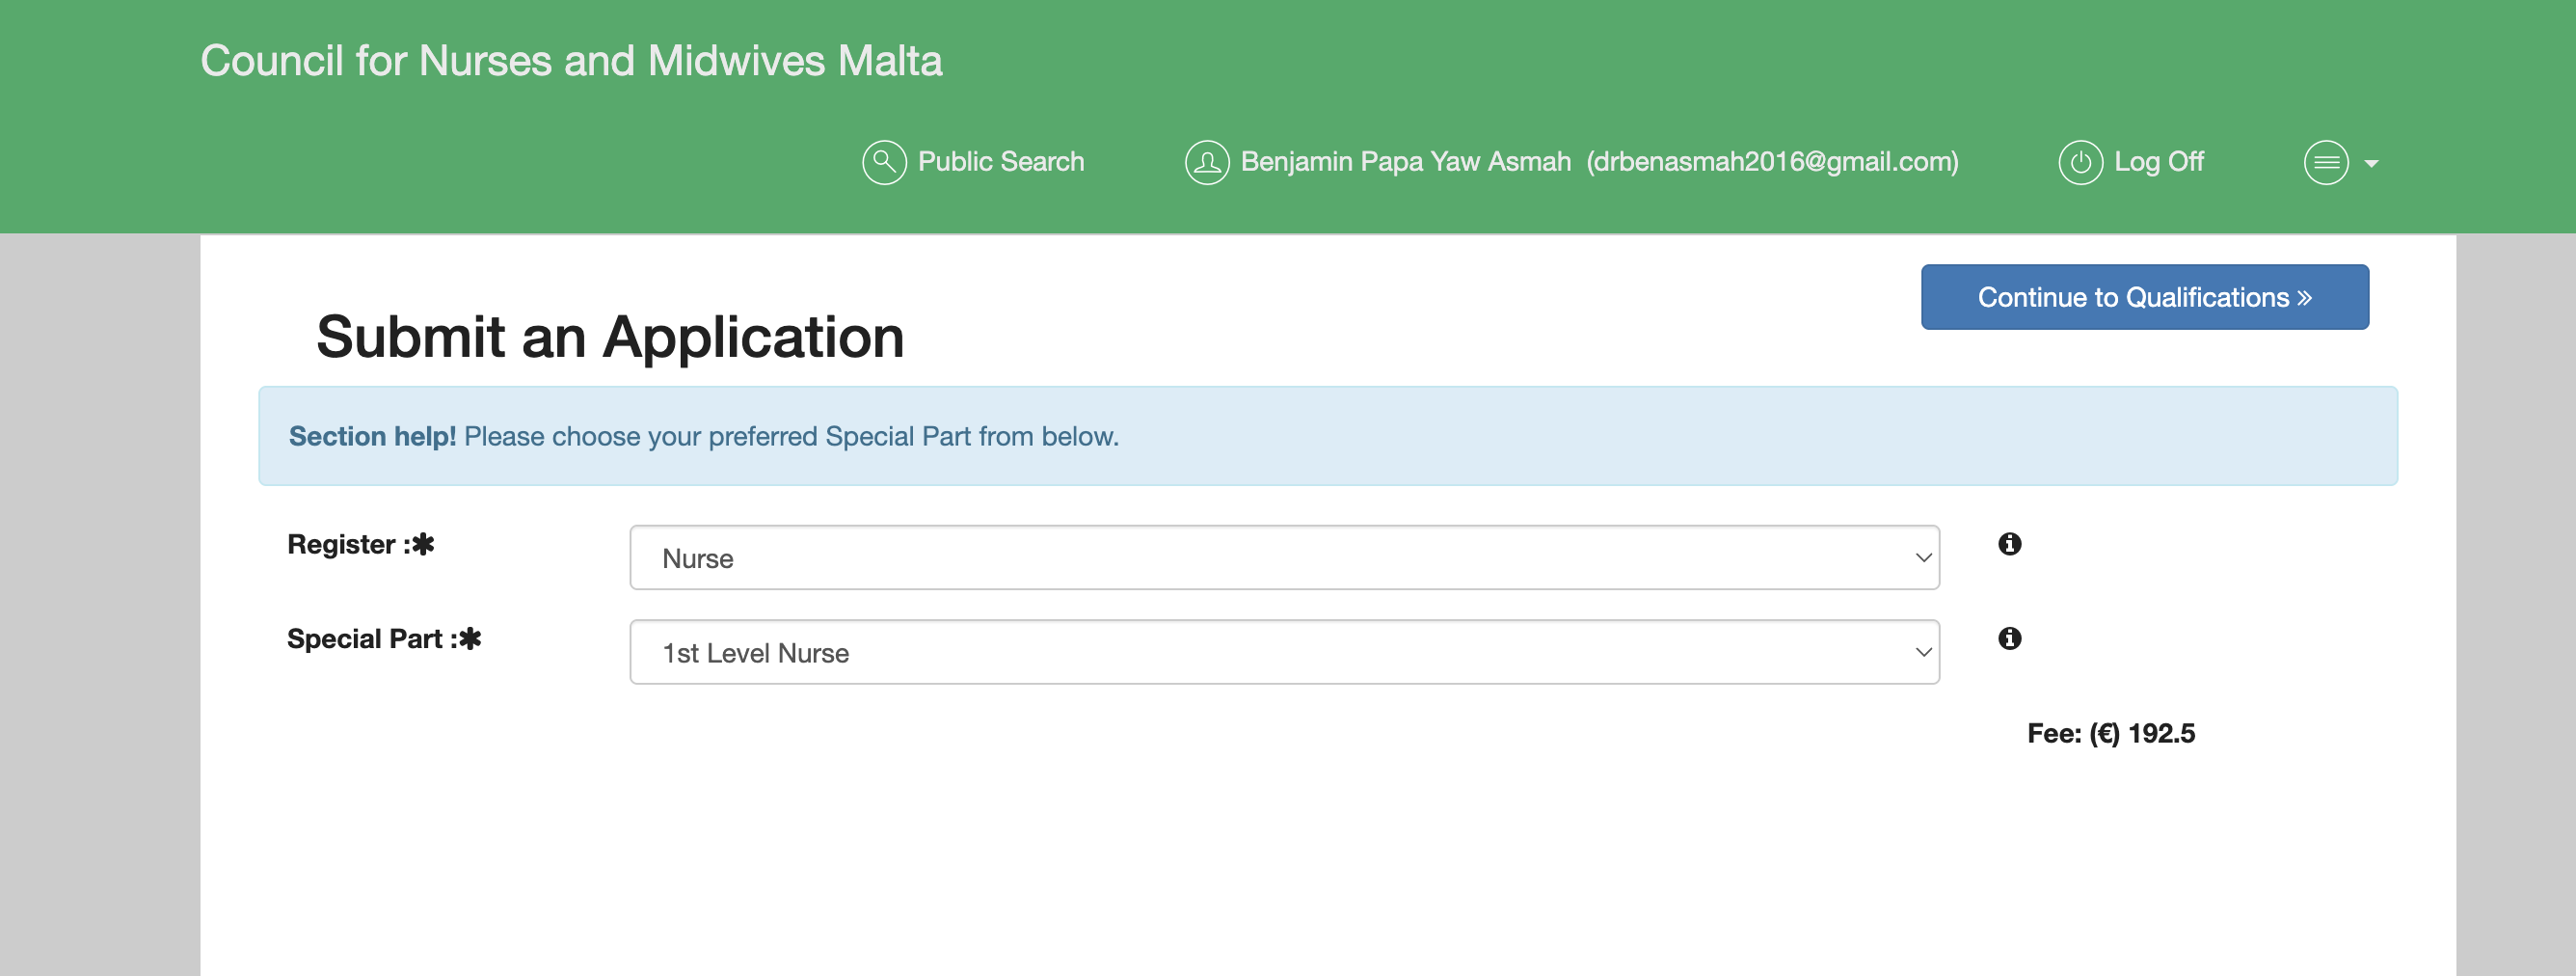 Council for Nurses and Midwives Malta
Public Search
Benjamin Papa Yaw Asmah (drbenasmah2016@gmail.com)
Log Off
Continue to Qualifications »
Submit an Application
Section help! Please choose your preferred Special Part from below.
Register :✱
Nurse
Special Part :✱
1st Level Nurse
Fee: (€) 192.5